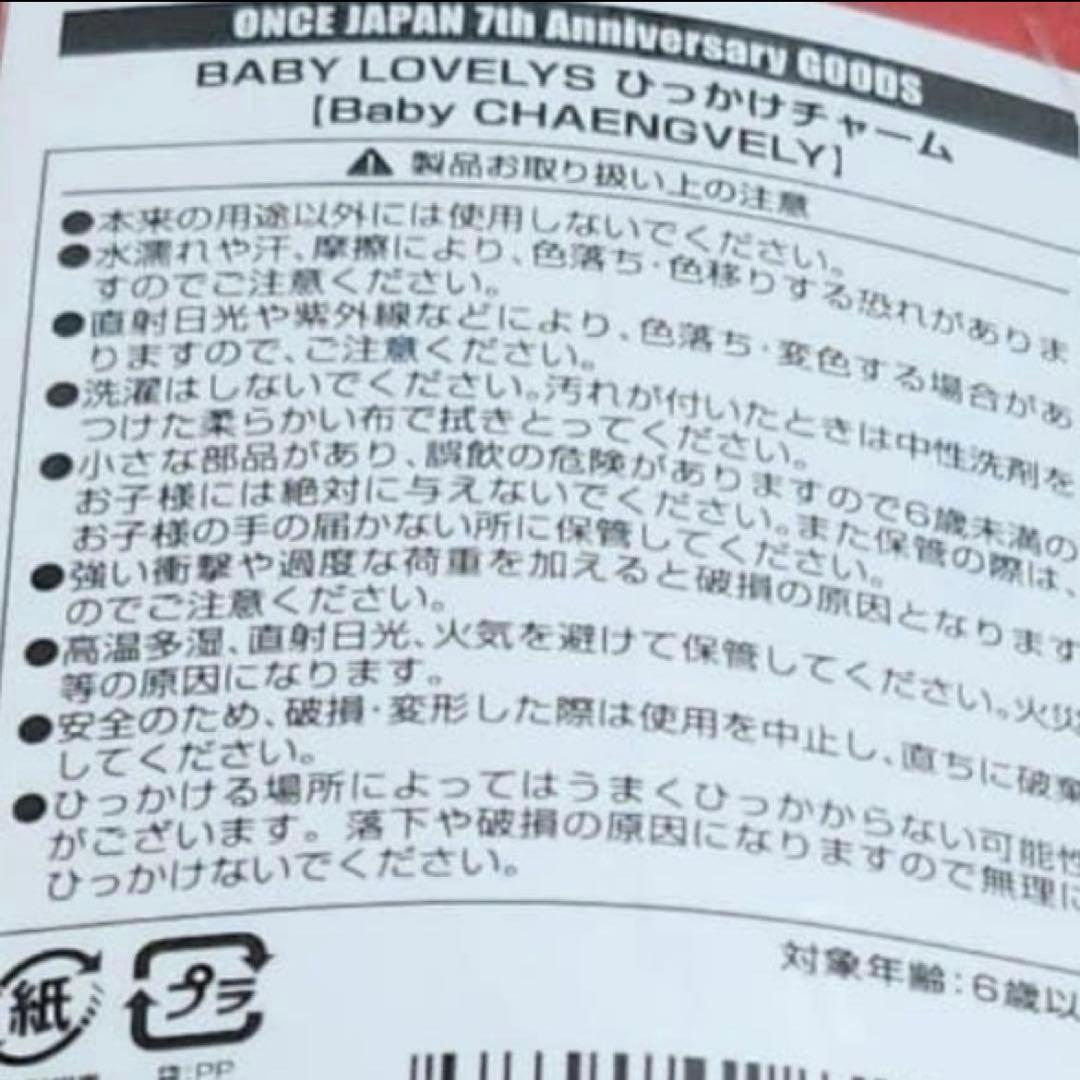 ONCE JAPAN 7th Anniversary GOODS
BABY LOVELYS ひっかけチャーム
[Baby CHAENGVELY]
⚠ 製品お取り扱い上の注意
●本来の用途以外には使用しないでください。
●水濡れや汗、摩擦により、色落ち・色移りする恐れがありま
すのでご注意ください。
●直射日光や紫外線などにより、色落ち・変色する場合があ
りますので、ご注意ください。
●洗濯はしないでください。汚れが付いたときは中性洗剤を
つけた柔らかい布で拭きとってください。
●小さな部品があり、誤飲の危険がありますので6歳未満の
お子様には絶対に与えないでください。また保管の際は、
お子様の手の届かない所に保管してください。
●強い衝撃や過度な荷重を加えると破損の原因となります
のでご注意ください。
●高温多湿、直射日光、火気を避けて保管してください。火災
等の原因になります。
●安全のため、破損・変形した際は使用を中止し、直ちに破棄
してください。
●ひっかける場所によってはうまくひっかからない可能性
がございます。落下や破損の原因になりますので無理に
ひっかけないでください。
対象年齢:6歳以
紙
プラ
:PP